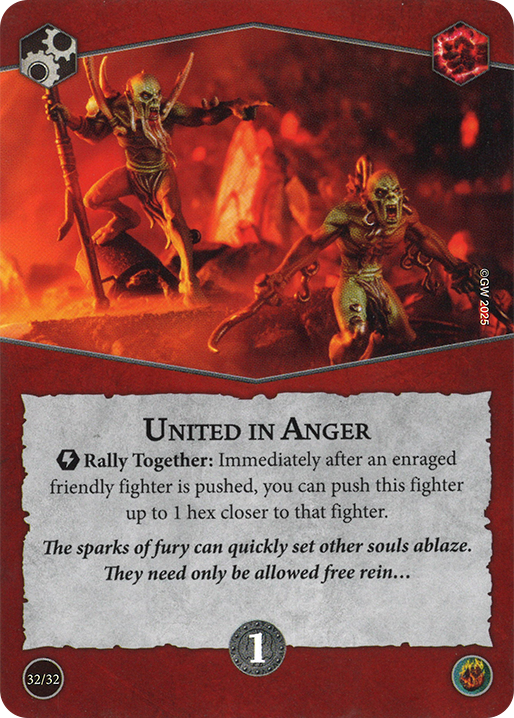 ©GW 2025
UNITED IN ANGER
Rally Together: Immediately after an enraged
friendly fighter is pushed, you can push this fighter
up to 1 hex closer to that fighter.
The sparks of fury can quickly set other souls ablaze.
They need only be allowed free rein…
1
32/32